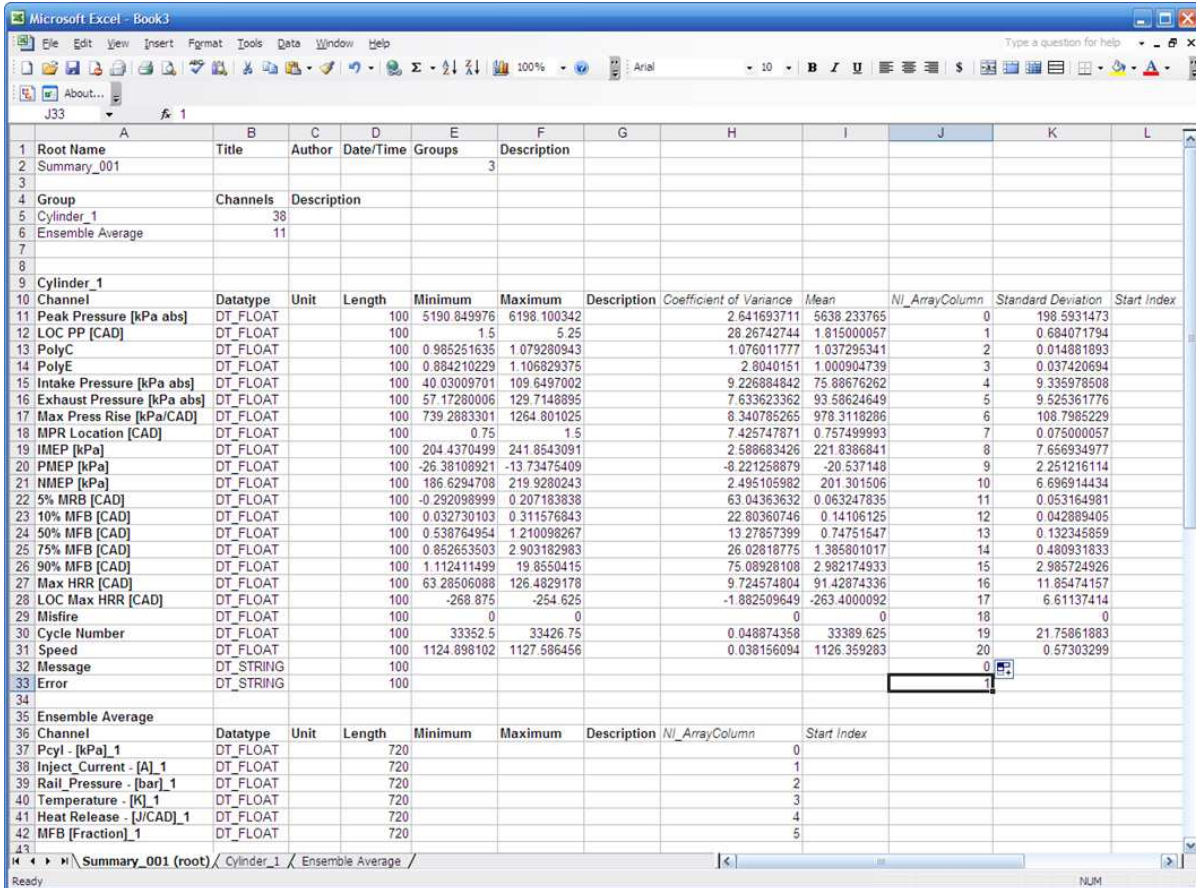 Microsoft Excel - Book3
File Edit View Insert Format Tools Data Window Help Type a question for help
100% Arial 10 B I U $ A
About...
J33 fx 1
A B C D E F G H I J K L
1 Root Name Title Author Date/Time Groups Description
2 Summary_001 3
3
4 Group Channels Description
5 Cylinder_1 38
6 Ensemble Average 11
7
8
9 Cylinder_1
10 Channel Datatype Unit Length Minimum Maximum Description Coefficient of Variance Mean NI_ArrayColumn Standard Deviation Start Index
11 Peak Pressure [kPa abs] DT_FLOAT 100 5190.849976 6198.100342 2.641693711 5638.233765 0 198.5931473
12 LOC PP [CAD] DT_FLOAT 100 1.5 5.25 28.26742744 1.815000057 1 0.684071794
13 PolyC DT_FLOAT 100 0.985251635 1.079280943 1.076011777 1.037295341 2 0.014881893
14 PolyE DT_FLOAT 100 0.884210229 1.106829375 2.8040151 1.000904739 3 0.037420694
15 Intake Pressure [kPa abs] DT_FLOAT 100 40.03009701 109.6497002 9.226884842 75.88676262 4 9.335978508
16 Exhaust Pressure [kPa abs] DT_FLOAT 100 57.17280006 129.7148895 7.633623362 93.58624649 5 9.525361776
17 Max Press Rise [kPa/CAD] DT_FLOAT 100 739.2883301 1264.801025 8.340785265 978.3118286 6 108.7985229
18 MPR Location [CAD] DT_FLOAT 100 0.75 1.5 7.425747871 0.757499993 7 0.075000057
19 IMEP [kPa] DT_FLOAT 100 204.4370499 241.8543091 2.588683426 221.8386841 8 7.656934977
20 PMEP [kPa] DT_FLOAT 100 -26.38108921 -13.73475409 -8.221258879 -20.537148 9 2.251216114
21 NMEP [kPa] DT_FLOAT 100 186.6294708 219.9280243 2.495105982 201.301506 10 6.696914434
22 5% MRB [CAD] DT_FLOAT 100 -0.292098999 0.207183838 63.04363632 0.063247835 11 0.053164981
23 10% MFB [CAD] DT_FLOAT 100 0.032730103 0.311576843 22.80360746 0.14106125 12 0.042889405
24 50% MFB [CAD] DT_FLOAT 100 0.538764954 1.210098267 13.27857399 0.74751547 13 0.132345859
25 75% MFB [CAD] DT_FLOAT 100 0.852653503 2.903182983 26.02818775 1.385801017 14 0.480931833
26 90% MFB [CAD] DT_FLOAT 100 1.112411499 19.8550415 75.08928108 2.982174933 15 2.985724926
27 Max HRR [CAD] DT_FLOAT 100 63.28506088 126.4829178 9.724574804 91.42874336 16 11.85474157
28 LOC Max HRR [CAD] DT_FLOAT 100 -268.875 -254.625 -1.882509649 -263.4000092 17 6.61137414
29 Misfire DT_FLOAT 100 0 0 0 0 18 0
30 Cycle Number DT_FLOAT 100 33352.5 33426.75 0.048874358 33389.625 19 21.75861883
31 Speed DT_FLOAT 100 1124.898102 1127.586456 0.038156094 1126.359283 20 0.57303299
32 Message DT_STRING 100 0
33 Error DT_STRING 100 1
34
35 Ensemble Average
36 Channel Datatype Unit Length Minimum Maximum Description NI_ArrayColumn Start Index
37 Pcyl - [kPa]_1 DT_FLOAT 720 0
38 Inject_Current - [A]_1 DT_FLOAT 720 1
39 Rail_Pressure - [bar]_1 DT_FLOAT 720 2
40 Temperature - [K]_1 DT_FLOAT 720 3
41 Heat Release - [J/CAD]_1 DT_FLOAT 720 4
42 MFB [Fraction]_1 DT_FLOAT 720 5
43
Summary_001 (root) Cylinder_1 Ensemble Average
Ready NUM